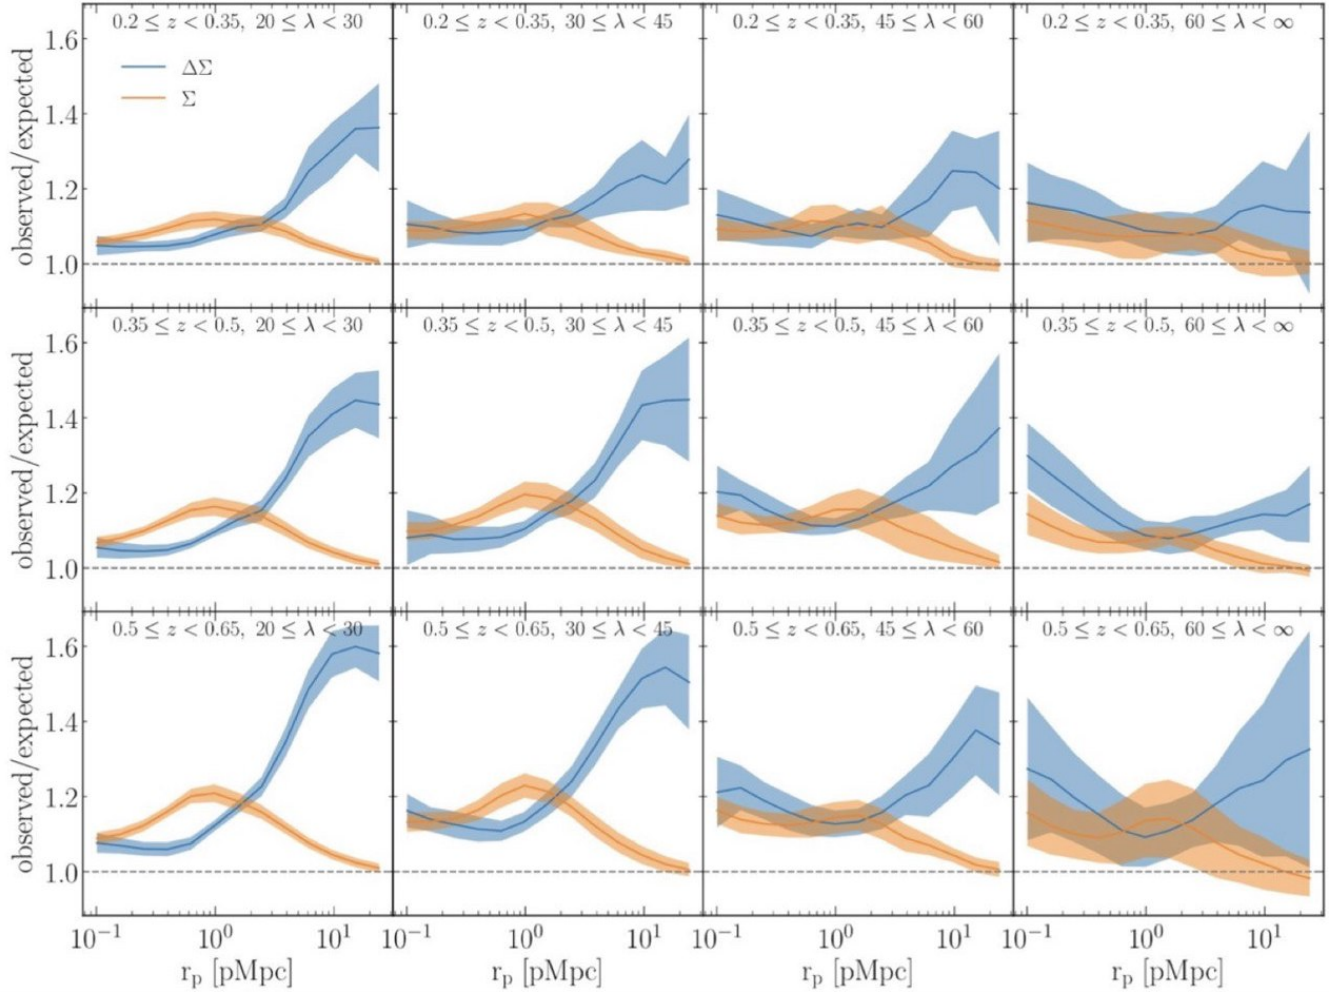 0.2 ≤ z < 0.35, 20 ≤ λ < 30
0.2 ≤ z < 0.35, 30 ≤ λ < 45
0.2 ≤ z < 0.35, 45 ≤ λ < 60
0.2 ≤ z < 0.35, 60 ≤ λ < ∞
ΔΣ
Σ
observed/expected
1.6
1.4
1.2
1.0
0.35 ≤ z < 0.5, 20 ≤ λ < 30
0.35 ≤ z < 0.5, 30 ≤ λ < 45
0.35 ≤ z < 0.5, 45 ≤ λ < 60
0.35 ≤ z < 0.5, 60 ≤ λ < ∞
observed/expected
1.6
1.4
1.2
1.0
0.5 ≤ z < 0.65, 20 ≤ λ < 30
0.5 ≤ z < 0.65, 30 ≤ λ < 45
0.5 ≤ z < 0.65, 45 ≤ λ < 60
0.5 ≤ z < 0.65, 60 ≤ λ < ∞
observed/expected
1.6
1.4
1.2
1.0
10⁻¹ 10⁰ 10¹ 10⁻¹ 10⁰ 10¹ 10⁻¹ 10⁰ 10¹ 10⁻¹ 10⁰ 10¹
rₚ [pMpc] rₚ [pMpc] rₚ [pMpc] rₚ [pMpc]